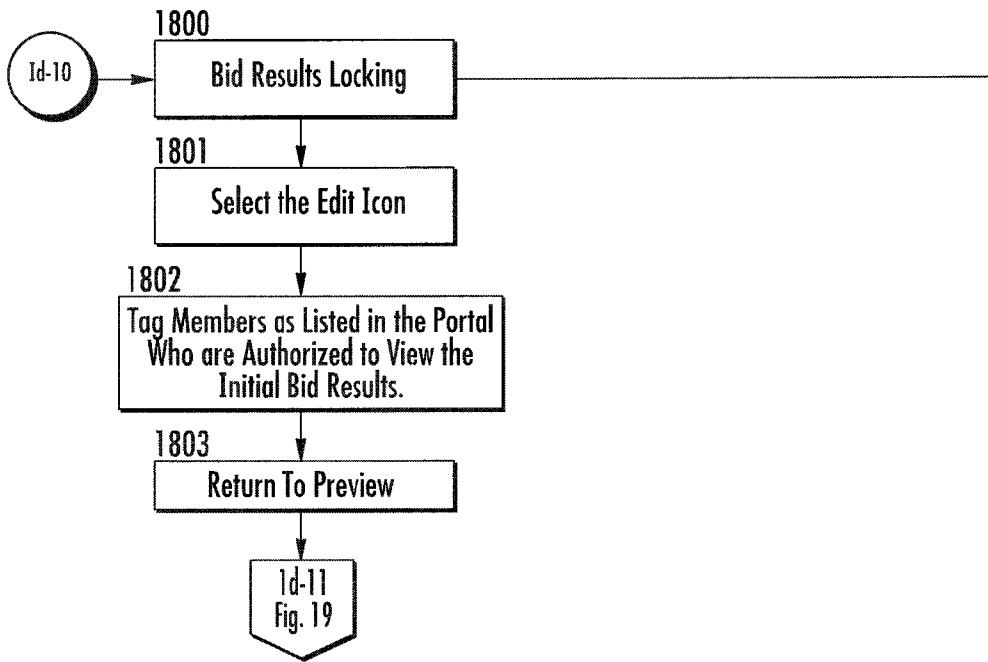 1800
Id-10
Bid Results Locking
1801
Select the Edit Icon
1802
Tag Members as Listed in the Portal
Who are Authorized to View the
Initial Bid Results.
1803
Return To Preview
1d-11
Fig. 19